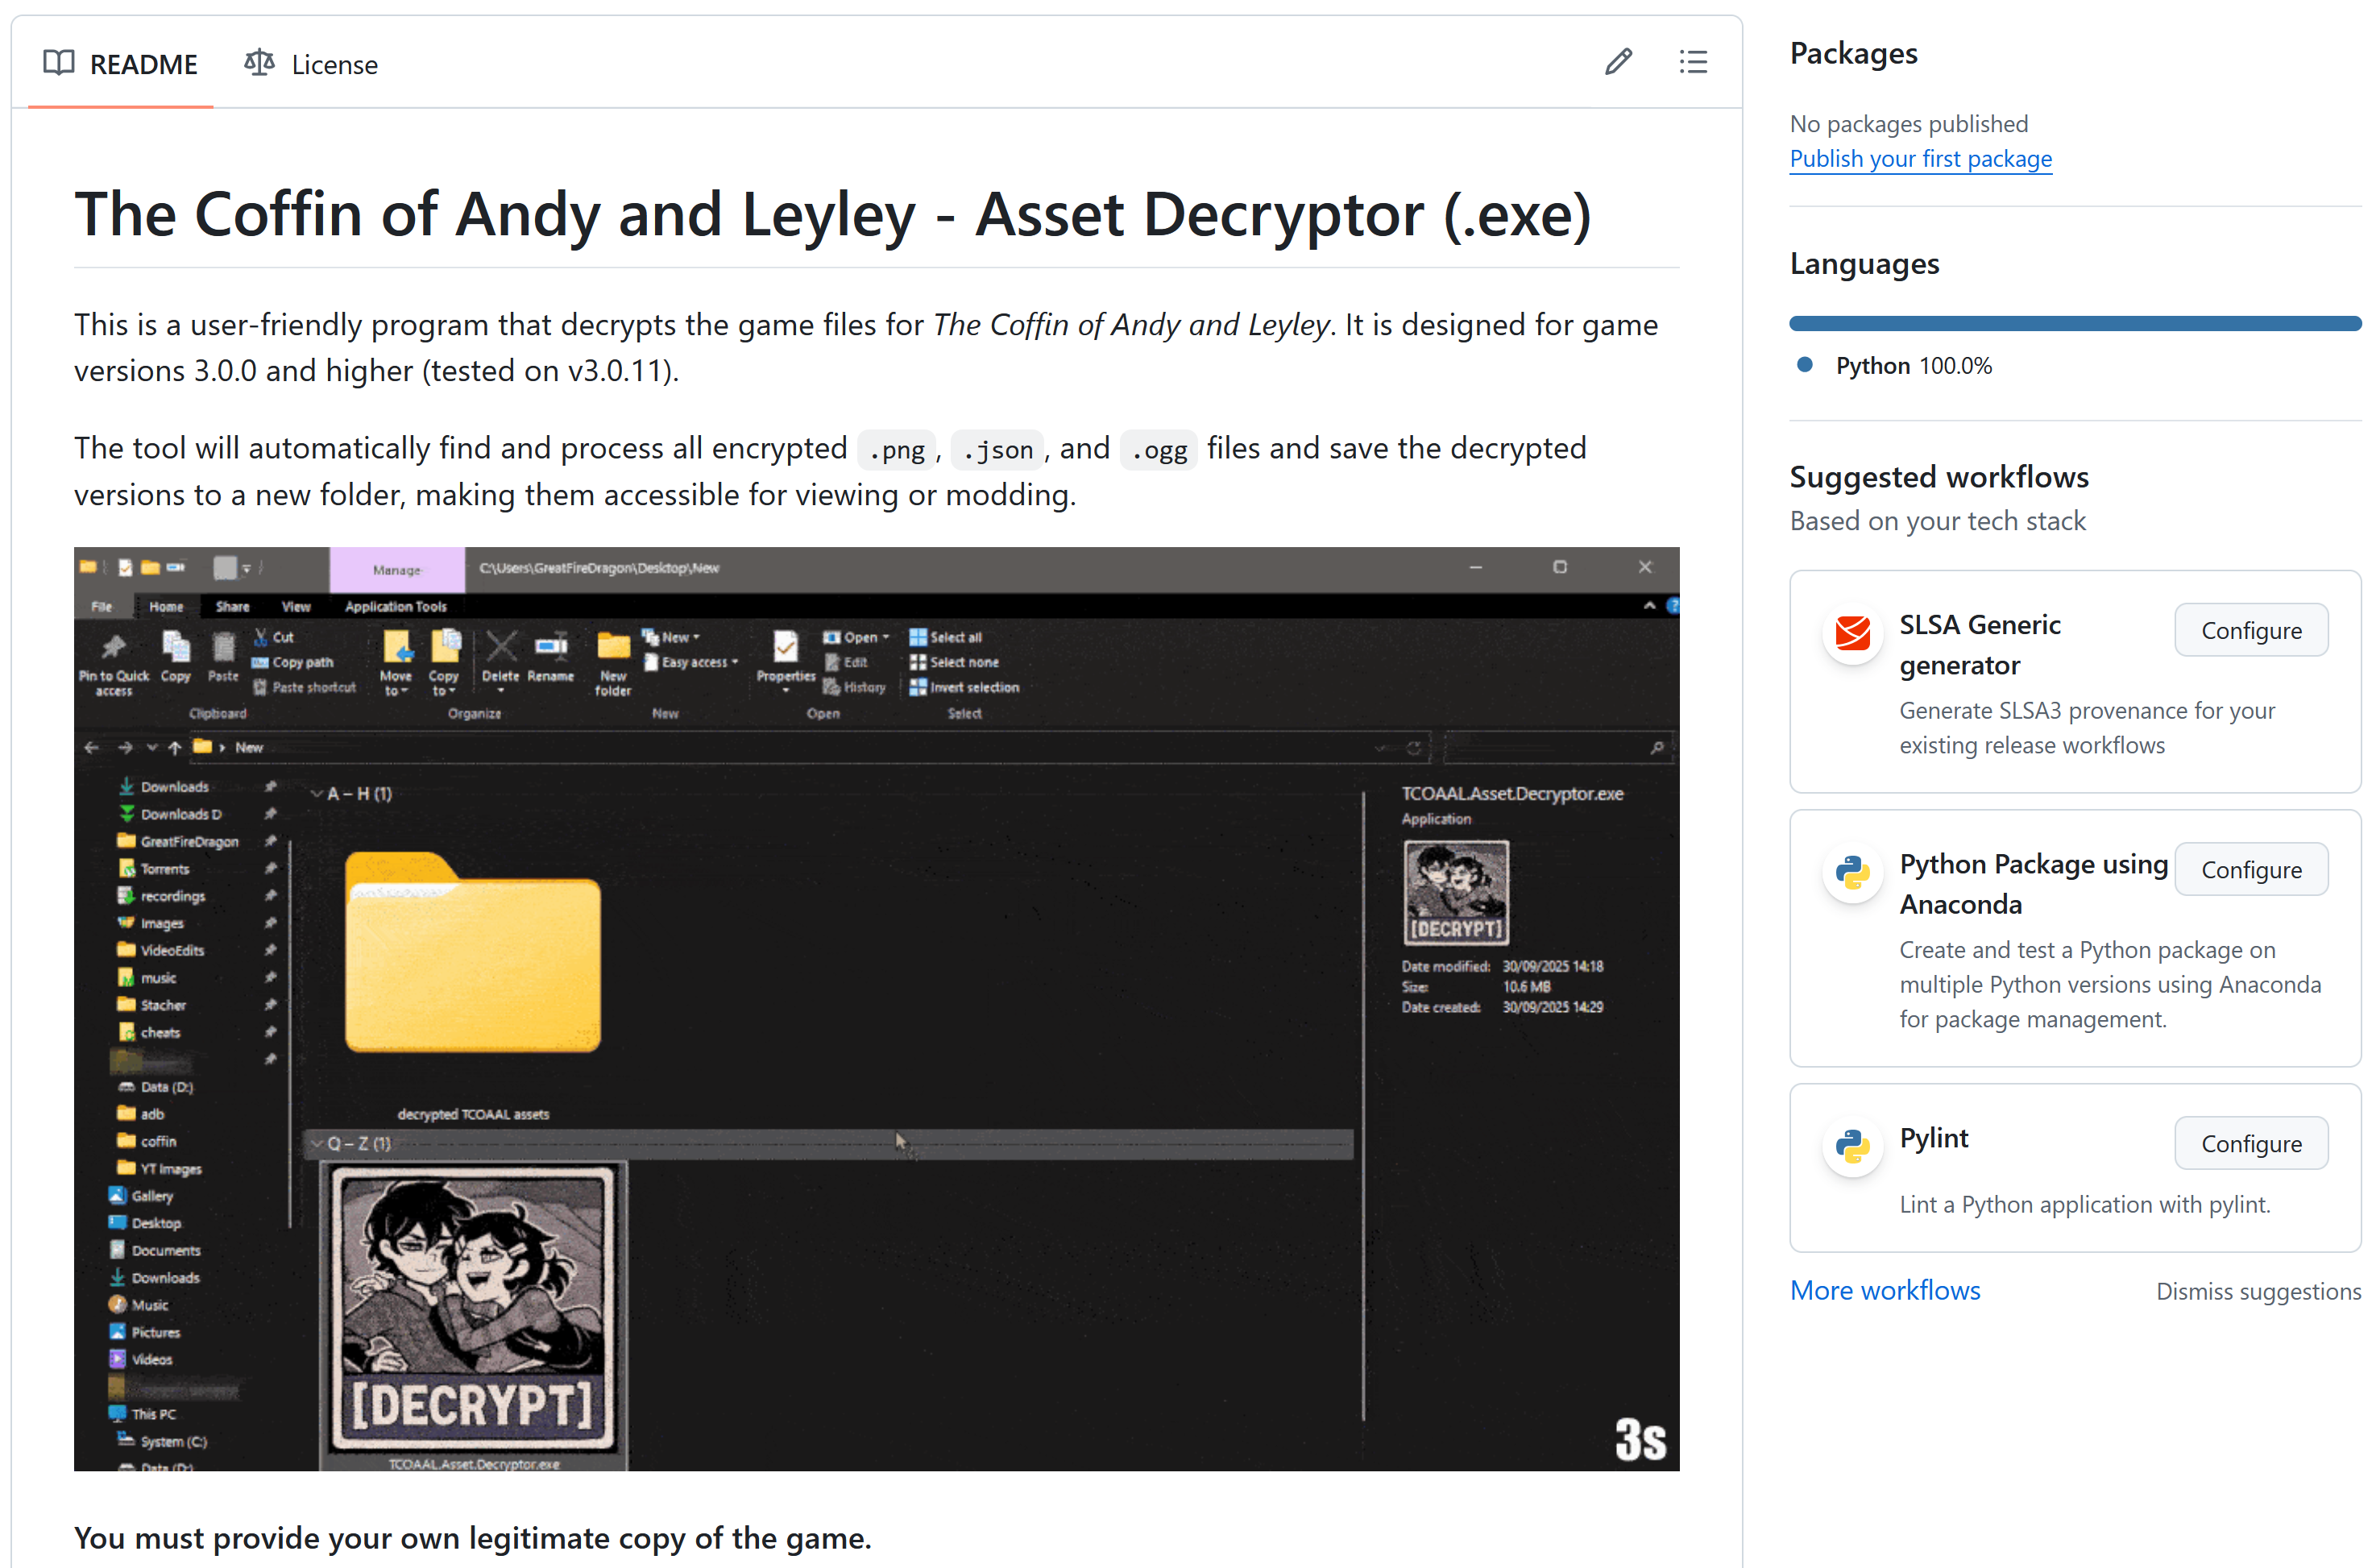 README
License
The Coffin of Andy and Leyley - Asset Decryptor (.exe)
This is a user-friendly program that decrypts the game files for The Coffin of Andy and Leyley. It is designed for game
versions 3.0.0 and higher (tested on v3.0.11).
The tool will automatically find and process all encrypted .png, .json, and .ogg files and save the decrypted
versions to a new folder, making them accessible for viewing or modding.
Manage
C:\Users\GreatFireDragon\Desktop\New
File Home Share View Application Tools
Pin to Quick access
Copy
Paste
Cut
Copy path
Paste shortcut
Clipboard
Move to
Copy to
Delete
Rename
Organize
New folder
New
Easy access
New
Properties
Open
Edit
History
Open
Select all
Select none
Invert selection
Select
New
Downloads
Downloads D
GreatFireDragon
Torrents
recordings
Images
VideoEdits
music
Stacher
cheats
Data (D:)
adb
coffin
YT Images
Gallery
Desktop
Documents
Downloads
Music
Pictures
Videos
This PC
System (C:)
Data (D:)
A – H (1)
decrypted TCOAAL assets
Q – Z (1)
[DECRYPT]
TCOAAL.Asset.Decryptor.exe
TCOAAL.Asset.Decryptor.exe
Application
[DECRYPT]
Date modified: 30/09/2025 14:18
Size: 10.6 MB
Date created: 30/09/2025 14:29
3s
You must provide your own legitimate copy of the game.
Packages
No packages published
Publish your first package
Languages
Python 100.0%
Suggested workflows
Based on your tech stack
SLSA Generic
generator
Configure
Generate SLSA3 provenance for your
existing release workflows
Python Package using
Anaconda
Configure
Create and test a Python package on
multiple Python versions using Anaconda
for package management.
Pylint
Configure
Lint a Python application with pylint.
More workflows
Dismiss suggestions